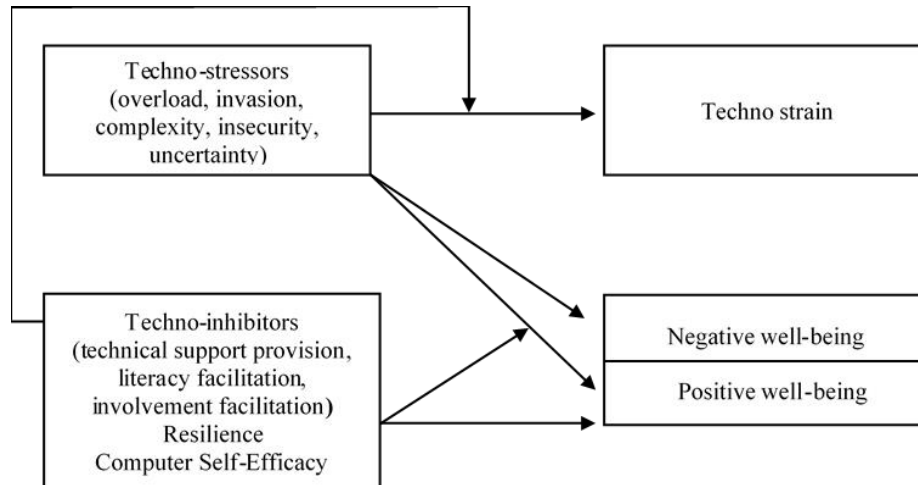 Techno-stressors
(overload, invasion,
complexity, insecurity,
uncertainty)
Techno strain
Techno-inhibitors
(technical support provision,
literacy facilitation,
involvement facilitation)
Resilience
Computer Self-Efficacy
Negative well-being
Positive well-being